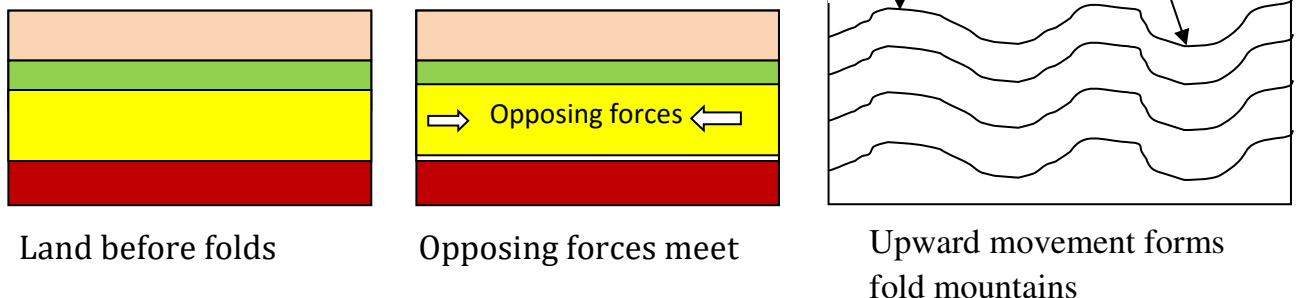 Opposing forces
Land before folds
Opposing forces meet
Upward movement forms
fold mountains